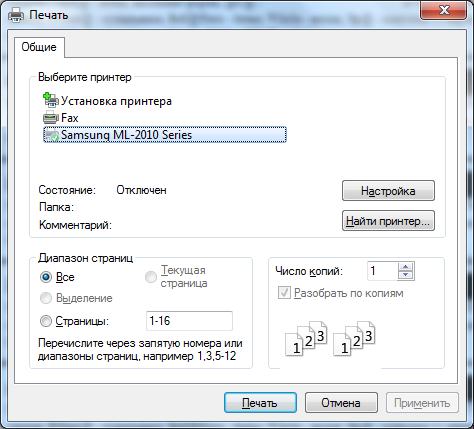 Печать
Общие
Выберите принтер
Установка принтера
Fax
Samsung ML-2010 Series
Состояние: Отключен
Настройка
Папка:
Комментарий:
Найти принтер...
Диапазон страниц
Все
Текущая
страница
Выделение
Страницы: 1-16
Перечислите через запятую номера или
диапазоны страниц, например 1,3,5-12
Число копий: 1
Разобрать по копиям
1 2 3 1 2 3
Печать Отмена Применить